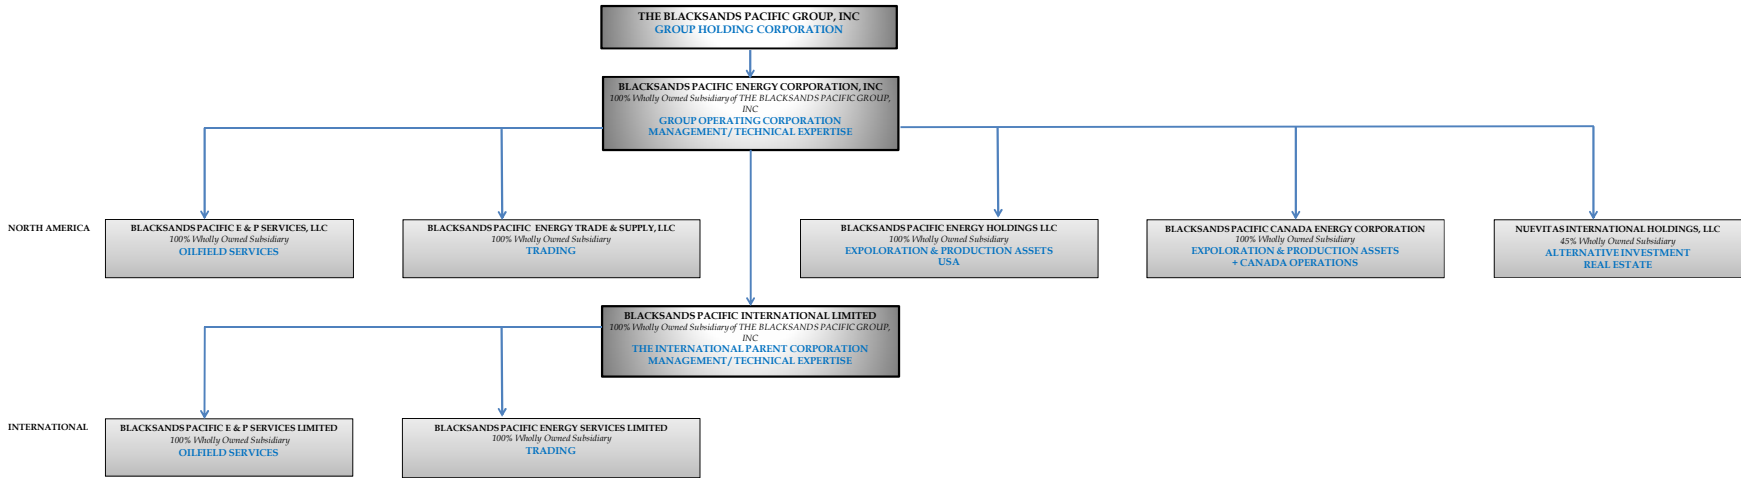 THE BLACKSANDS PACIFIC GROUP, INC
GROUP HOLDING CORPORATION
BLACKSANDS PACIFIC ENERGY CORPORATION, INC
100% Wholly Owned Subsidiary of THE BLACKSANDS PACIFIC GROUP,
INC
GROUP OPERATING CORPORATION
MANAGEMENT / TECHNICAL EXPERTISE
NORTH AMERICA
BLACKSANDS PACIFIC E & P SERVICES, LLC
100% Wholly Owned Subsidiary
OILFIELD SERVICES
BLACKSANDS PACIFIC ENERGY TRADE & SUPPLY, LLC
100% Wholly Owned Subsidiary
TRADING
BLACKSANDS PACIFIC ENERGY HOLDINGS LLC
100% Wholly Owned Subsidiary
EXPOLORATION & PRODUCTION ASSETS
USA
BLACKSANDS PACIFIC CANADA ENERGY CORPORATION
100% Wholly Owned Subsidiary
EXPOLORATION & PRODUCTION ASSETS
+ CANADA OPERATIONS
NUEVITAS INTERNATIONAL HOLDINGS, LLC
45% Wholly Owned Subsidiary
ALTERNATIVE INVESTMENT
REAL ESTATE
BLACKSANDS PACIFIC INTERNATIONAL LIMITED
100% Wholly Owned Subsidiary of THE BLACKSANDS PACIFIC GROUP,
INC
THE INTERNATIONAL PARENT CORPORATION
MANAGEMENT / TECHNICAL EXPERTISE
INTERNATIONAL
BLACKSANDS PACIFIC E & P SERVICES LIMITED
100% Wholly Owned Subsidiary
OILFIELD SERVICES
BLACKSANDS PACIFIC ENERGY SERVICES LIMITED
100% Wholly Owned Subsidiary
TRADING